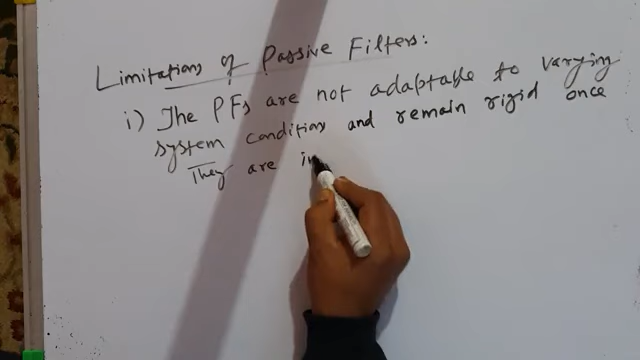 Limitations of Passive Filters:
i) The PFs are not adaptable to varying
system conditions and remain rigid once
They are in